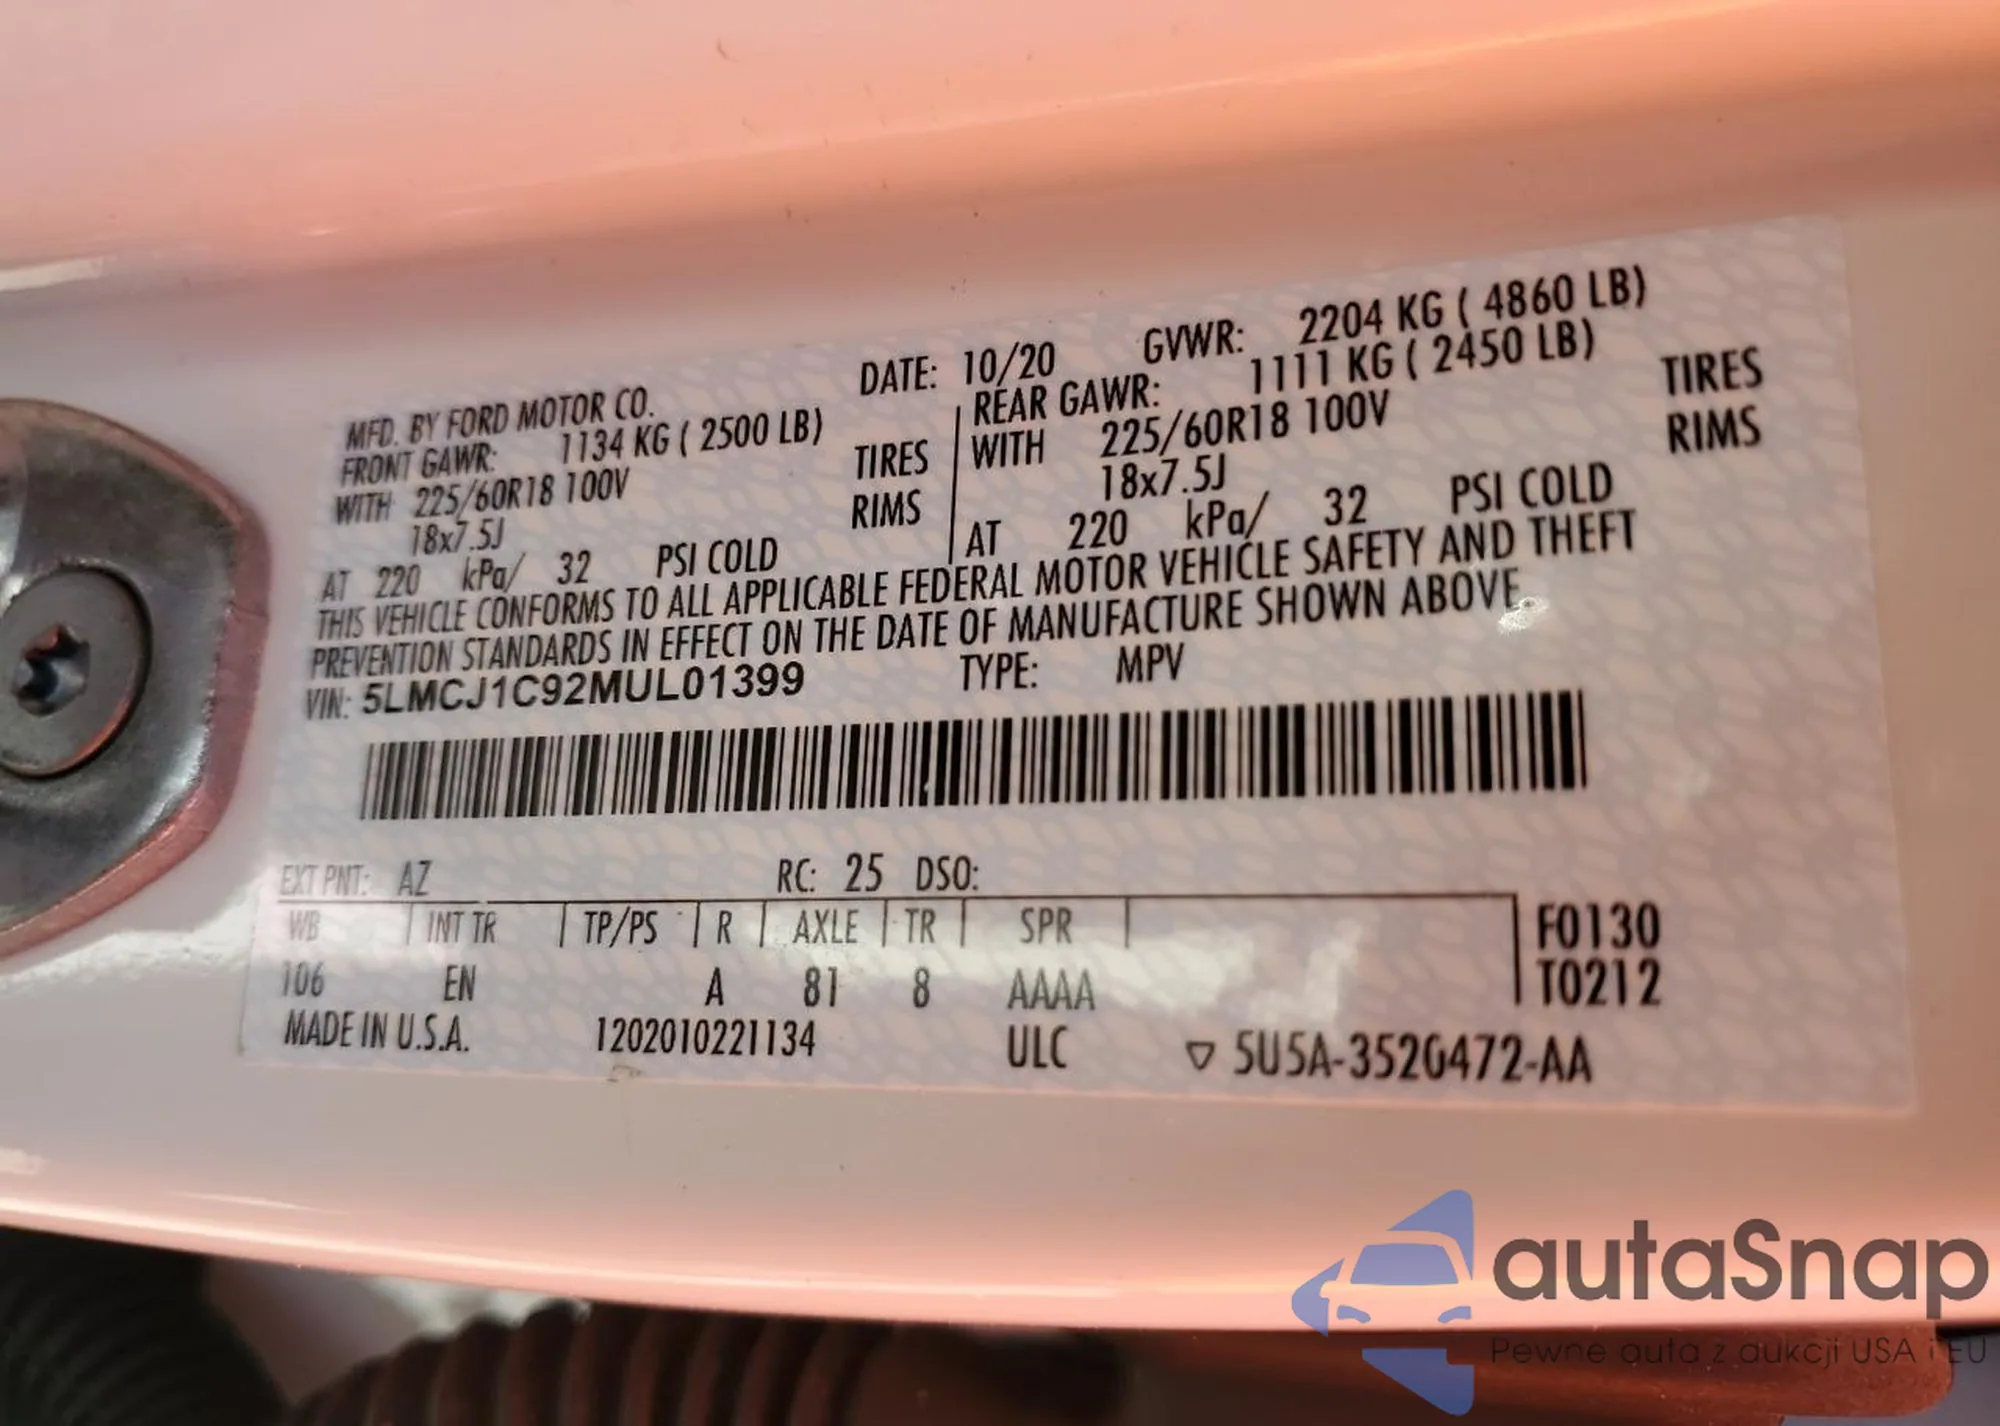 MFD. BY FORD MOTOR CO. DATE: 10/20 GVWR: 2204 KG ( 4860 LB)
FRONT GAWR: 1134 KG ( 2500 LB) REAR GAWR: 1111 KG ( 2450 LB)
WITH 225/60R18 100V TIRES WITH 225/60R18 100V TIRES
18x7.5J RIMS 18x7.5J RIMS
AT 220 kPa/ 32 PSI COLD AT 220 kPa/ 32 PSI COLD
THIS VEHICLE CONFORMS TO ALL APPLICABLE FEDERAL MOTOR VEHICLE SAFETY AND THEFT
PREVENTION STANDARDS IN EFFECT ON THE DATE OF MANUFACTURE SHOWN ABOVE.
VIN: 5LMCJ1C92MUL01399 TYPE: MPV
EXT PNT: AZ RC: 25 DSO:
WB INT TR TP/PS R AXLE TR SPR F0130
106 EN A 81 8 AAAA T0212
MADE IN U.S.A. 1202010221134 ULC ▽ 5U5A-3520472-AA
autaSnap
Pewne auta z aukcji USA i EU